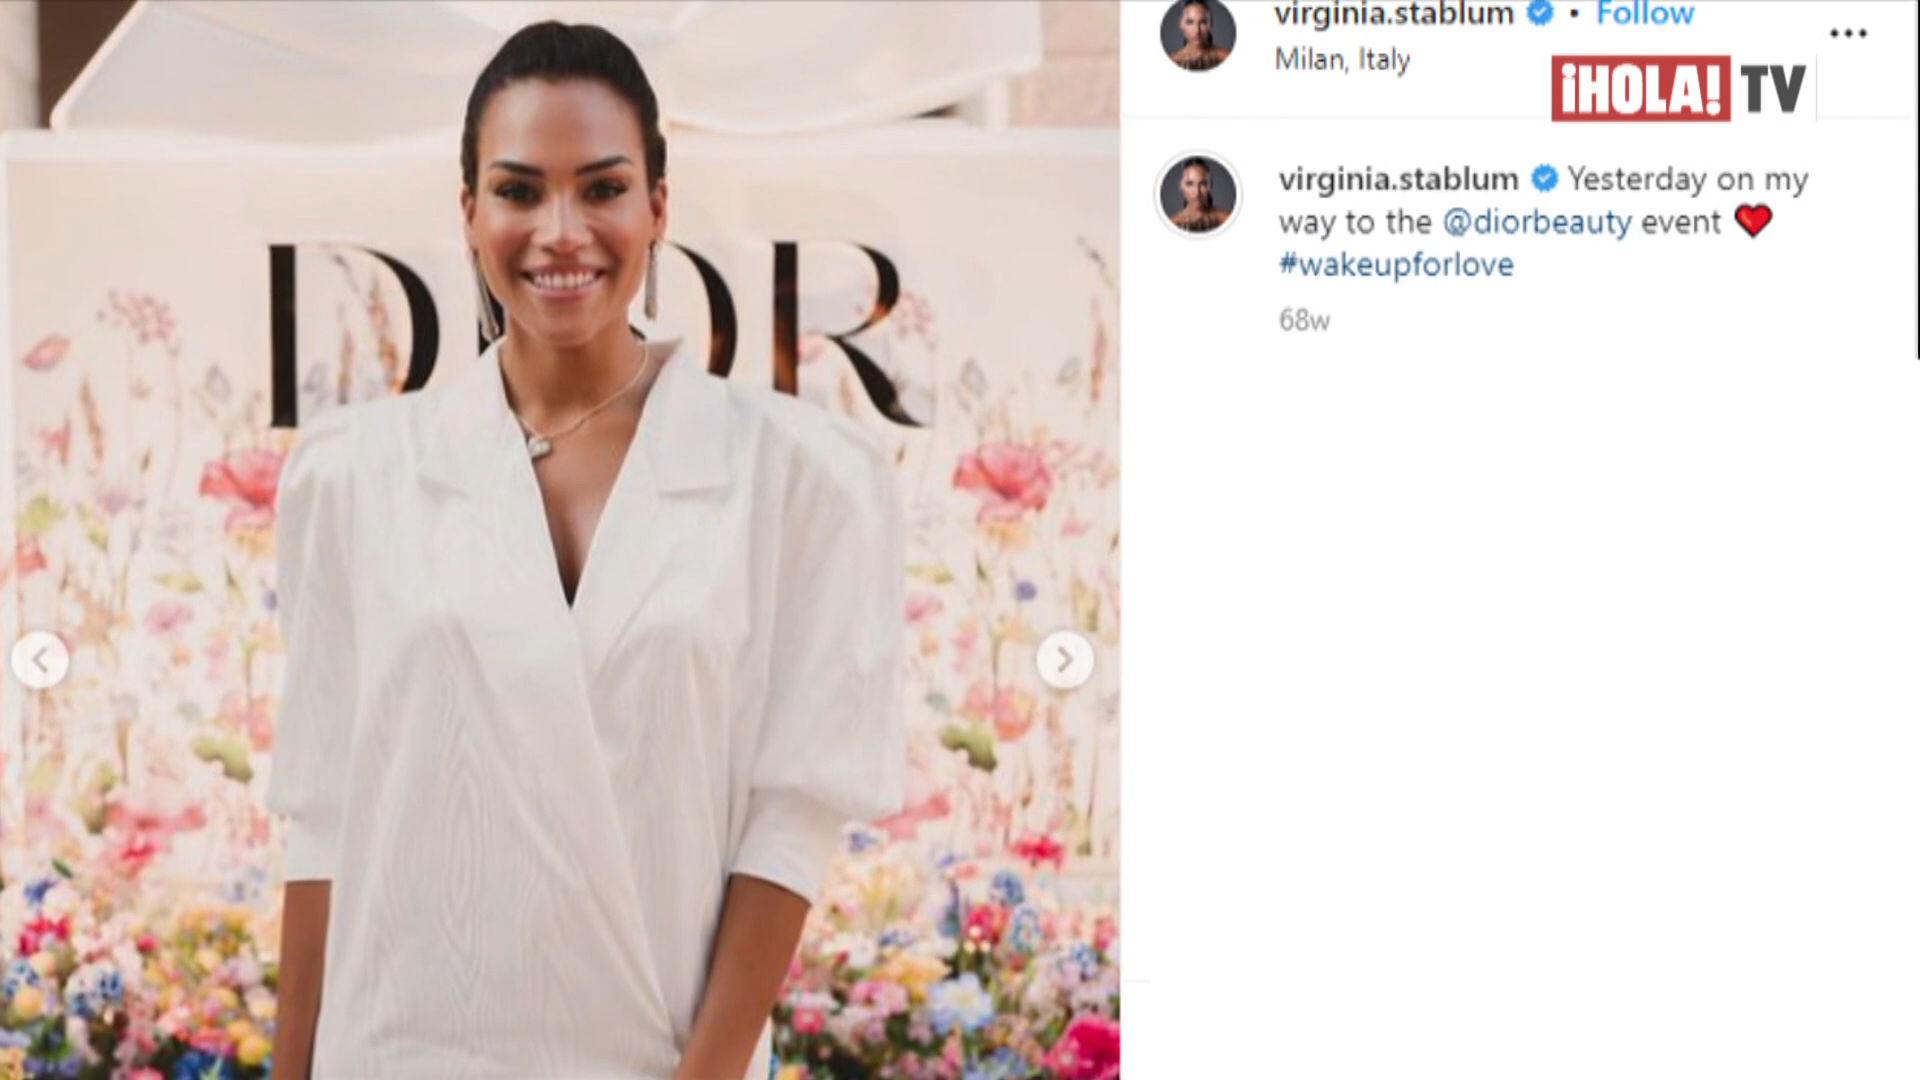 DIOR
virginia.stablum • Follow
Milan, Italy
¡HOLA! TV
virginia.stablum Yesterday on my
way to the @diorbeauty event ❤️
#wakeupforlove
68w